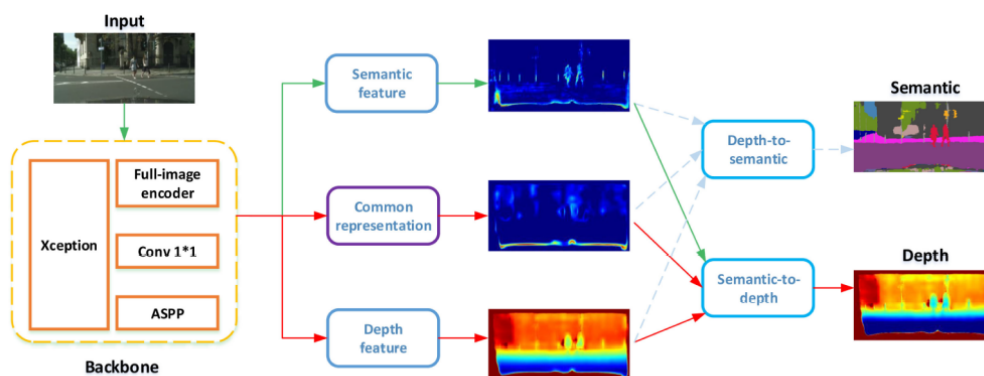 Input
Xception
Full-image
encoder
Conv 1*1
ASPP
Backbone
Semantic
feature
Common
representation
Depth
feature
Depth-to-
semantic
Semantic-to-
depth
Semantic
Depth